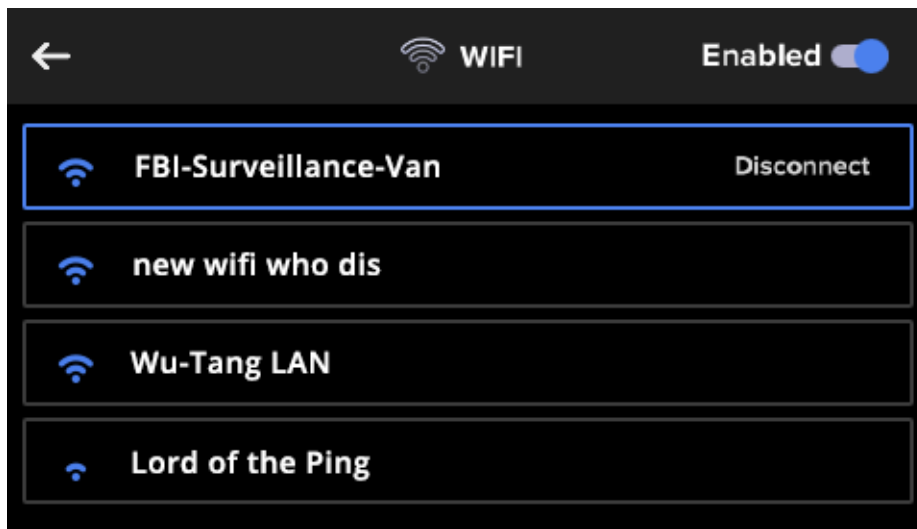 WIFI Enabled
FBI-Surveillance-Van Disconnect
new wifi who dis
Wu-Tang LAN
Lord of the Ping